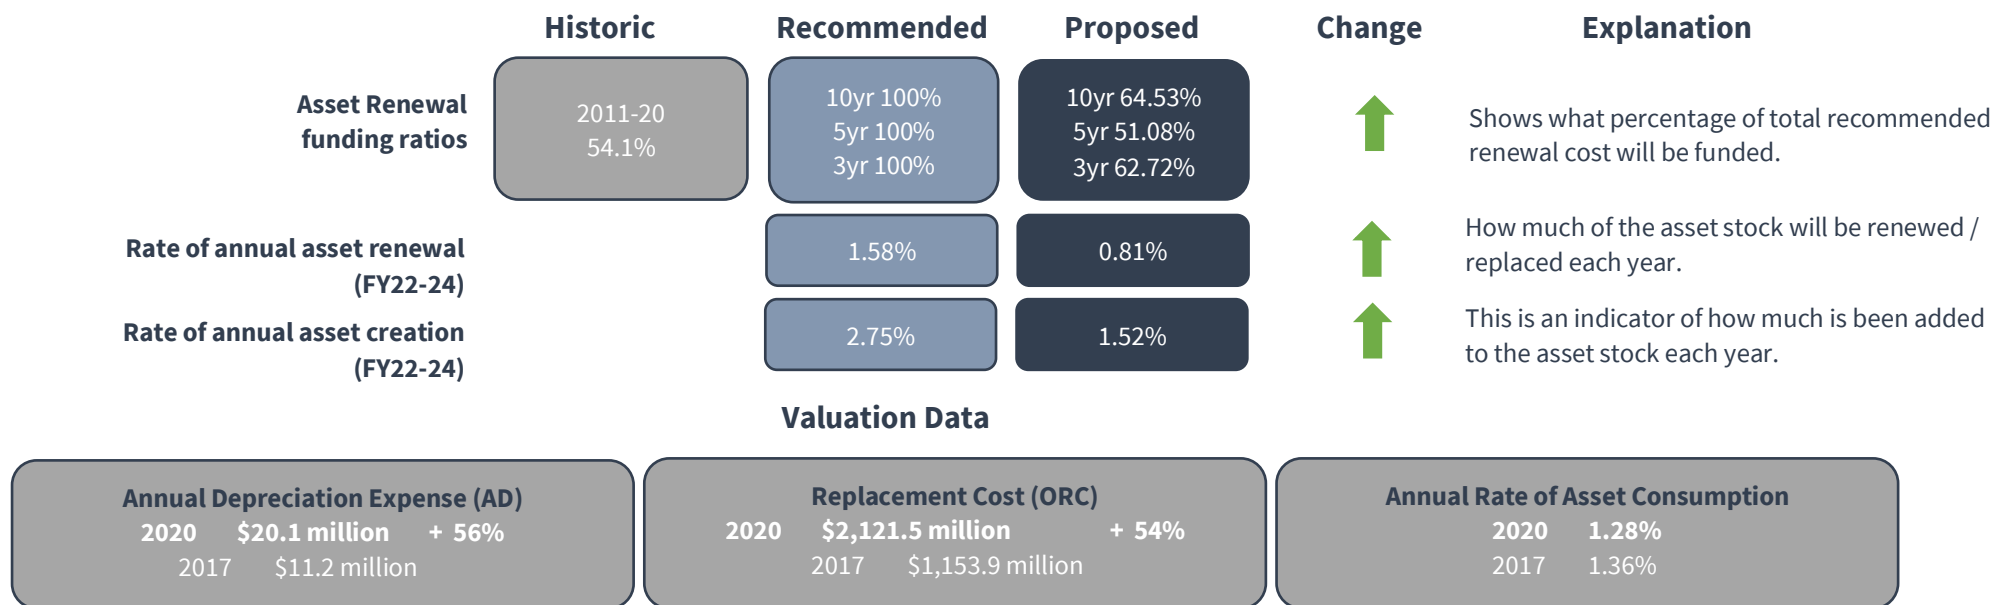 Historic Recommended Proposed Change Explanation
Asset Renewal
funding ratios
2011-20
54.1%
10yr 100%
5yr 100%
3yr 100%
10yr 64.53%
5yr 51.08%
3yr 62.72%
Shows what percentage of total recommended
renewal cost will be funded.
Rate of annual asset renewal
(FY22-24)
1.58%
0.81%
How much of the asset stock will be renewed /
replaced each year.
Rate of annual asset creation
(FY22-24)
2.75%
1.52%
This is an indicator of how much is been added
to the asset stock each year.
Valuation Data
Annual Depreciation Expense (AD)
2020 $20.1 million + 56%
2017 $11.2 million
Replacement Cost (ORC)
2020 $2,121.5 million + 54%
2017 $1,153.9 million
Annual Rate of Asset Consumption
2020 1.28%
2017 1.36%